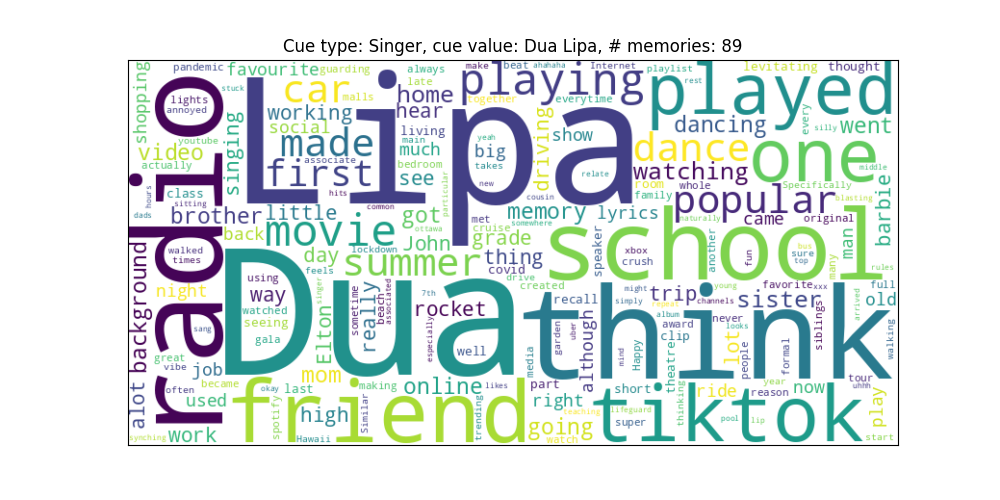 Cue type: Singer, cue value: Dua Lipa, # memories: 89
pandemic favourite guarding always make beat ahahaha Internet playlist levitating thought
shopping lights annoyed stuck car malls late home together playing everytime rest played every silly went
youtube working hear Lipa
video social made living main much yeah big driving show dancing
actually singing associate bedroom takes dance one middle
radio first see relate watching Specifically blasting
hours class sitting hits particular new cousin room family whole popular
dads brother little common got met memory lyrics came original barbie
back movie ottawa cruise somewhere naturally man
walked times day John grade speaker school xbox crush another fun bus sure top many rules
background feels lockdown summer thing covid drive created
night using way Dua sometime really beach associated 7th rocket recall might trip channels young favorite xxx full
watched seeing gala singer Elton especially well think simply repeat sister old
sang although album award never looks siblings arrived
great vibe job mom media garden uber mind Happy clip lot people formal walking
alot often became okay last making online likes part short theatre ride year reason now tour uhhh
used spotify high Similar friend trending right thinking tiktok play
synching work Hawaii going watch teaching super lifeguard pool lip start